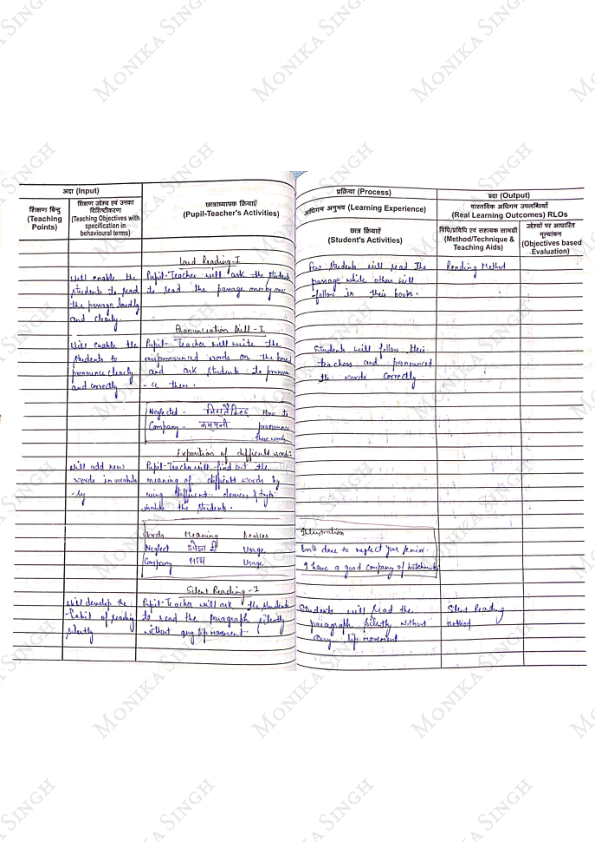 MONIKA SINGH
अदा (Input)
शिक्षण बिन्दु
(Teaching
Points)
शिक्षण उद्देश्य एवं उनका
विशिष्टीकरण
(Teaching Objectives with
specification in
behavioural terms)
छात्राध्यापक क्रियाएँ
(Pupil-Teacher's Activities)
प्रक्रिया (Process)
अधिगम अनुभव (Learning Experience)
छात्र क्रियाएँ
(Student's Activities)
प्रदा (Output)
वास्तविक अधिगम उपलब्धियाँ
(Real Learning Outcomes) RLOs
विधि/प्रविधि एवं सहायक सामग्री
(Method/Technique &
Teaching Aids)
उद्देश्यों पर आधारित
मूल्यांकन
(Objectives based
Evaluation)
Loud Reading-I
Will enable the
students to read
the passage loudly
and clearly
Pupil-Teacher will ask the students
to read the passage one by one
Few students will read The
passage while others will
follow in their books.
Reading Method
Pronunciation Drill-I
Will enable the
students to
pronounce clearly
and correctly
Pupil-Teacher will write the
mispronounced words on the board
and ask students to pronoun
-ce them.
Students will follow their
teachers and pronounced
the words correctly
Neglected - How to
Company - कम्पनी pronounce
these words
Exposition of difficult words-I
Will add new
words in vocabula
-ry
Pupil-Teacher will find out the
meaning of difficult words by
using different devices &
the students.
Words Meaning Devices
Neglect Usage
Company साथ Usage
Don't dare to neglect your senior.
I have a good company of
Silent Reading-I
Will develop the
habit of reading
silently
Pupil-Teacher will ask the students
to read the paragraph silently
without any lip movement
Students will Read the
paragraph silently without
any lip movement
Silent Reading
method